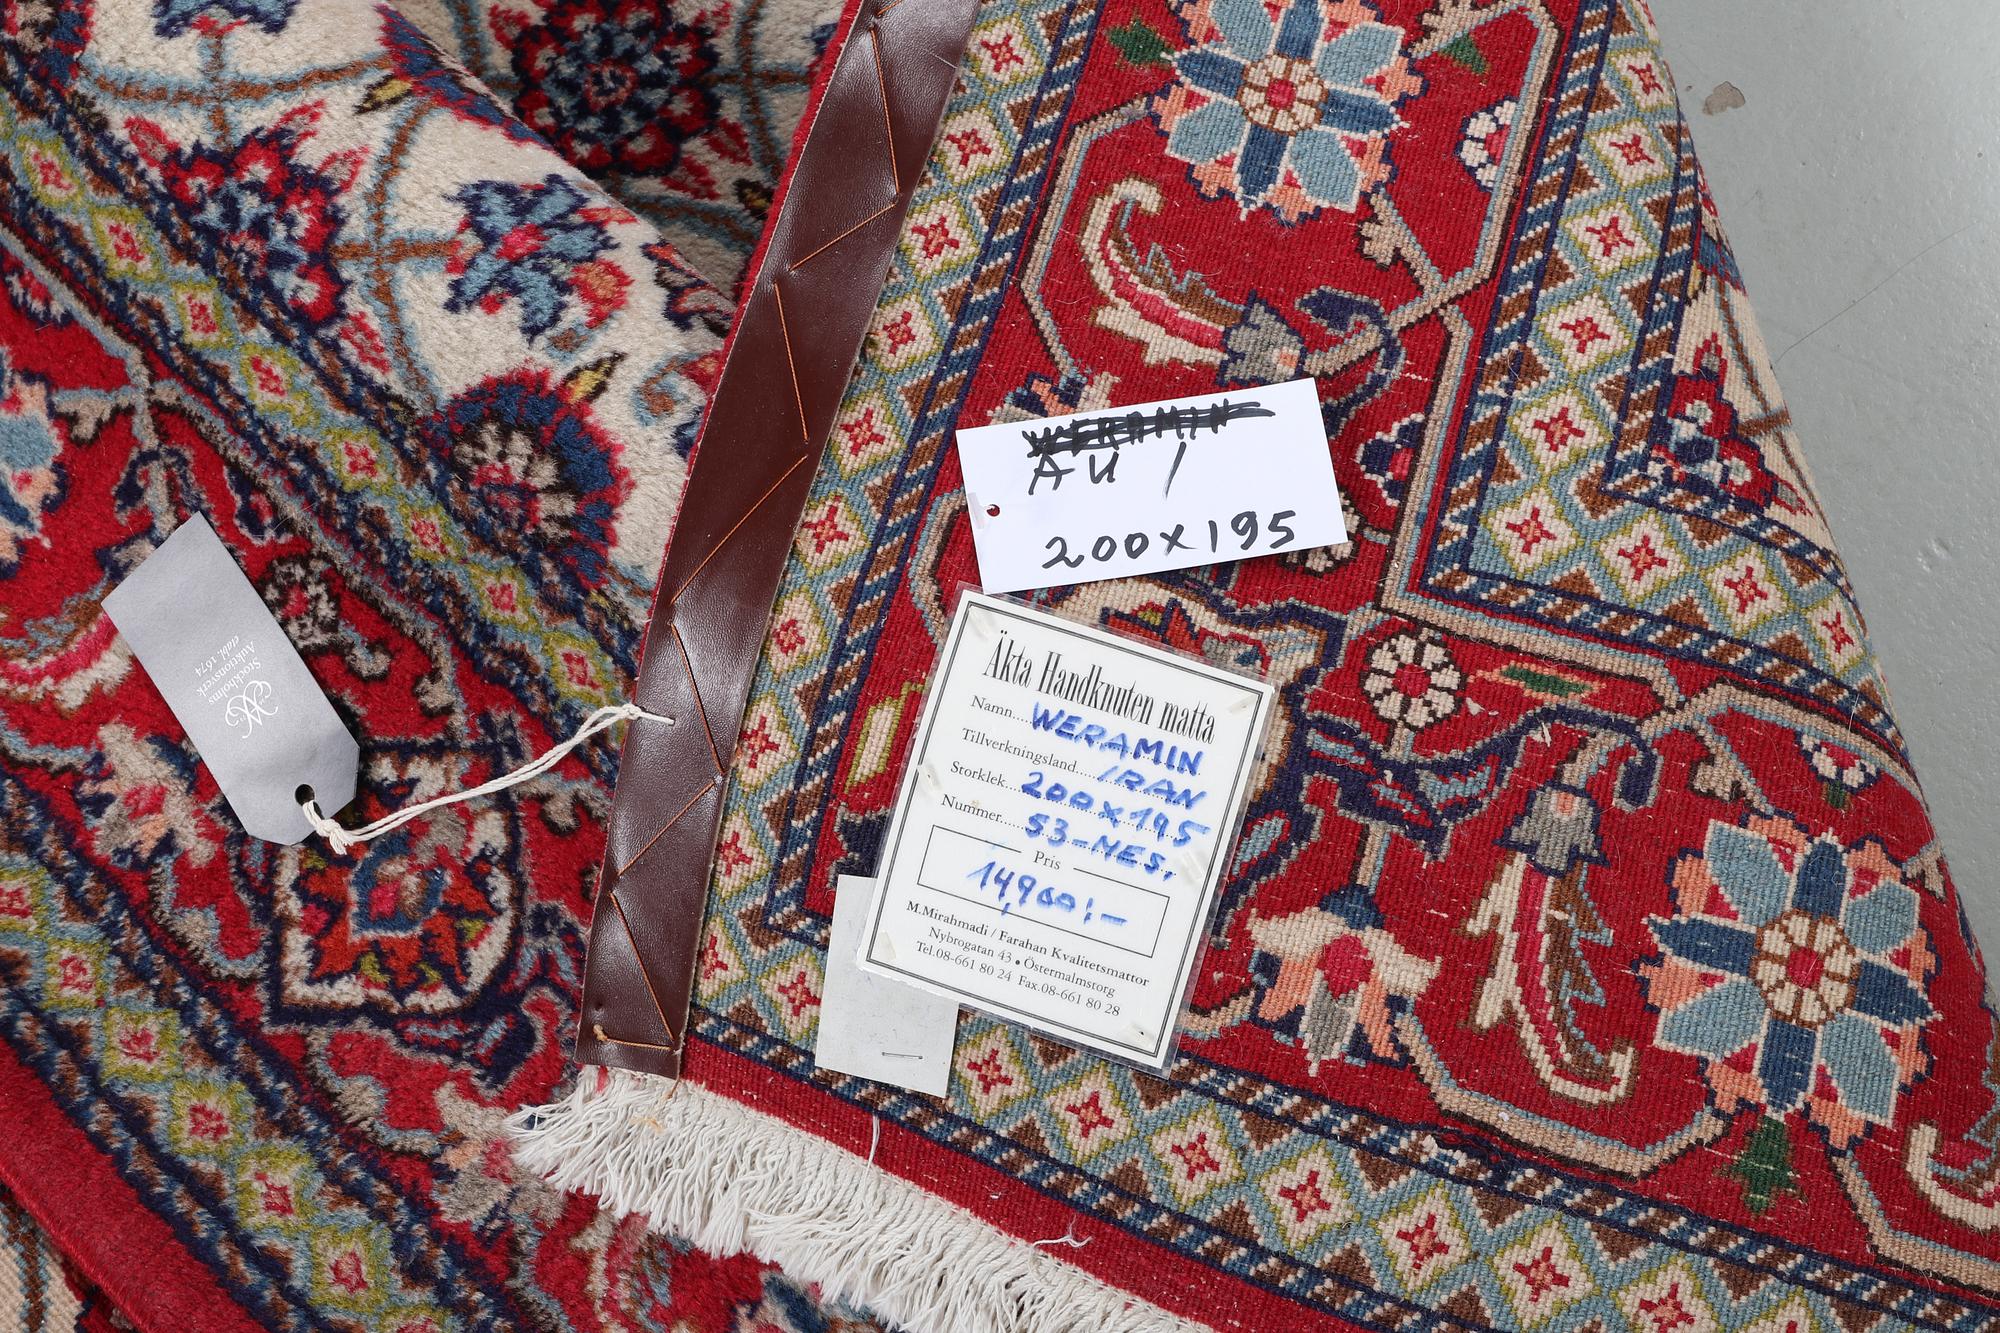 WERAMIN
AU /
200x195
Äkta Handknuten matta
Namn....WERAMIN
Tillverkningsland....IRAN
Storklek...200x195
Nummer....53-NES.
Pris
14,900:-
M.Mirahmadi / Farahan Kvalitetsmattor
Nybrogatan 43 • Östermalmstorg
Tel.08-661 80 24 Fax.08-661 80 28
Stockholms
Auktionsverk
etabl. 1674